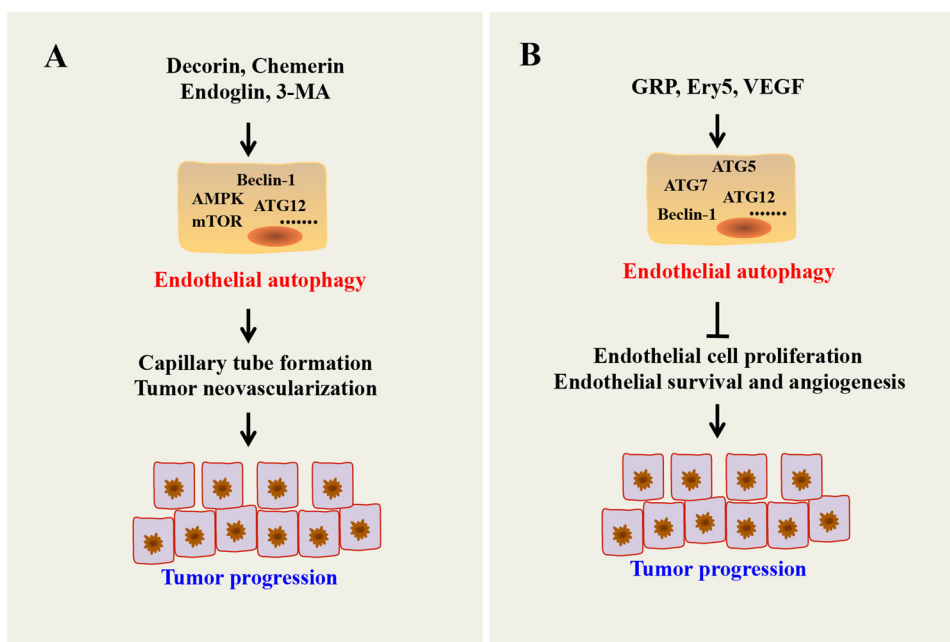 A
Decorin, Chemerin
Endoglin, 3-MA
Beclin-1
AMPK
ATG12
mTOR
Endothelial autophagy
Capillary tube formation
Tumor neovascularization
Tumor progression
B
GRP, Ery5, VEGF
ATG5
ATG7
ATG12
Beclin-1
Endothelial autophagy
Endothelial cell proliferation
Endothelial survival and angiogenesis
Tumor progression